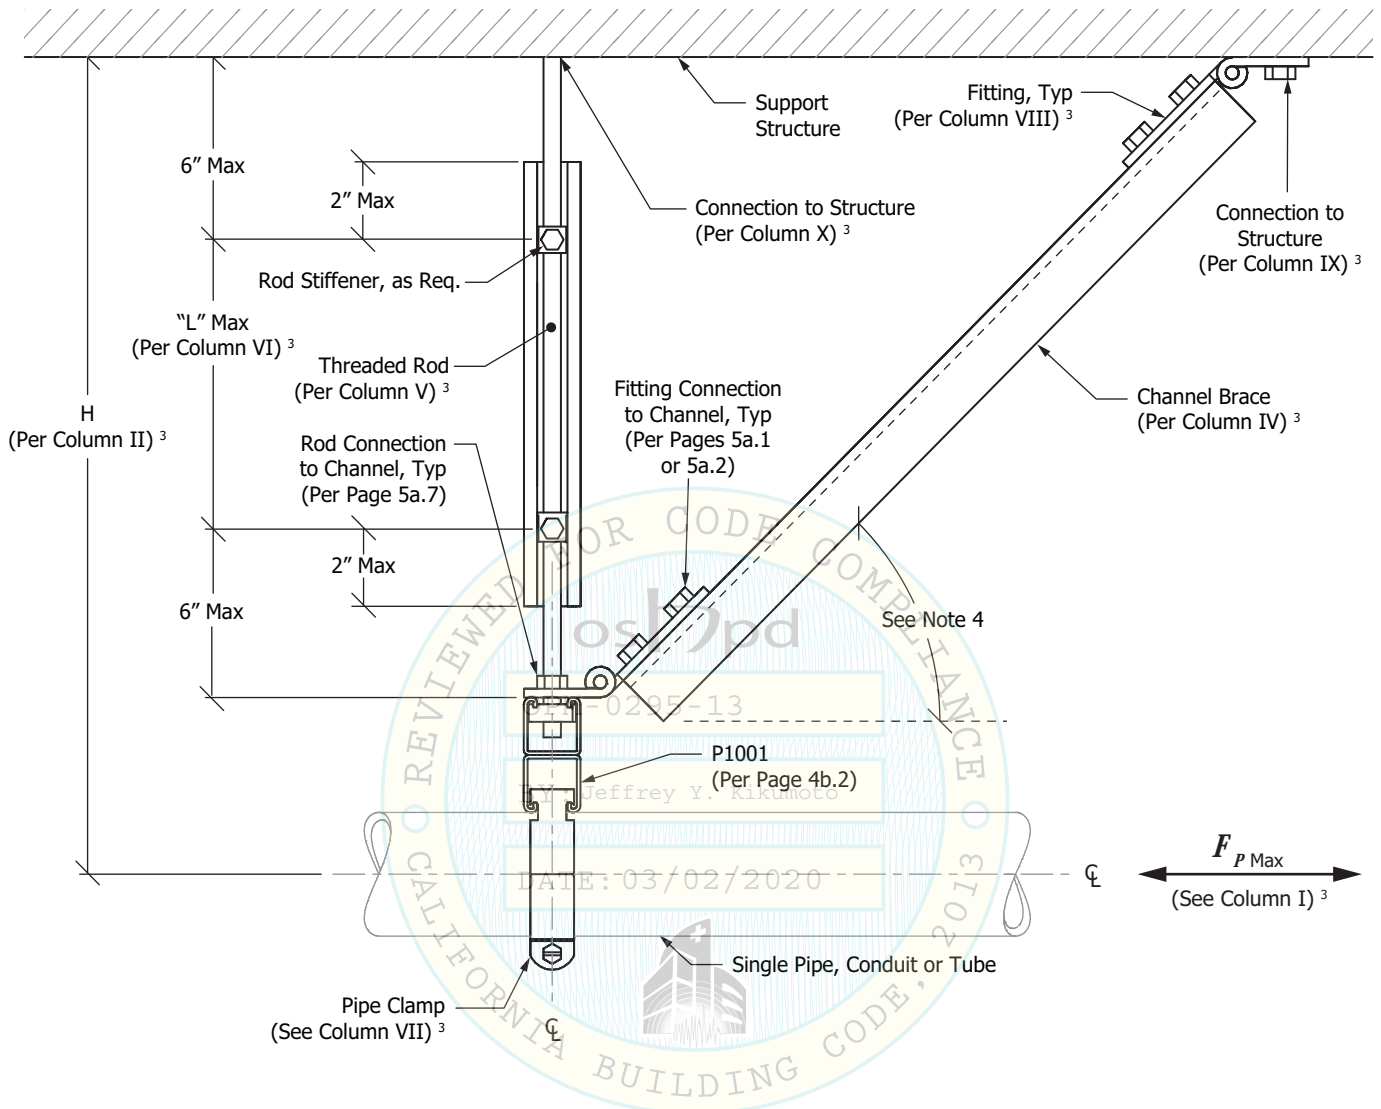 Support
Structure
Fitting, Typ
(Per Column VIII) 3
6” Max
2” Max
Connection to Structure
(Per Column X) 3
Connection to
Structure
(Per Column IX) 3
Rod Stiffener, as Req.
“L” Max
(Per Column VI) 3
Threaded Rod
(Per Column V) 3
Fitting Connection
to Channel, Typ
(Per Pages 5a.1
or 5a.2)
Channel Brace
(Per Column IV) 3
H
(Per Column II) 3
Rod Connection
to Channel, Typ
(Per Page 5a.7)
2” Max
6” Max
See Note 4
REVIEWED FOR CODE COMPLIANCE
oshpd
OPM-0295-13
P1001
(Per Page 4b.2)
BY: Jeffrey Y. Kikumoto
DATE: 03/02/2020
℄
F P Max
(See Column I) 3
Single Pipe, Conduit or Tube
Pipe Clamp
(See Column VII) 3
℄
CALIFORNIA BUILDING CODE, 2013